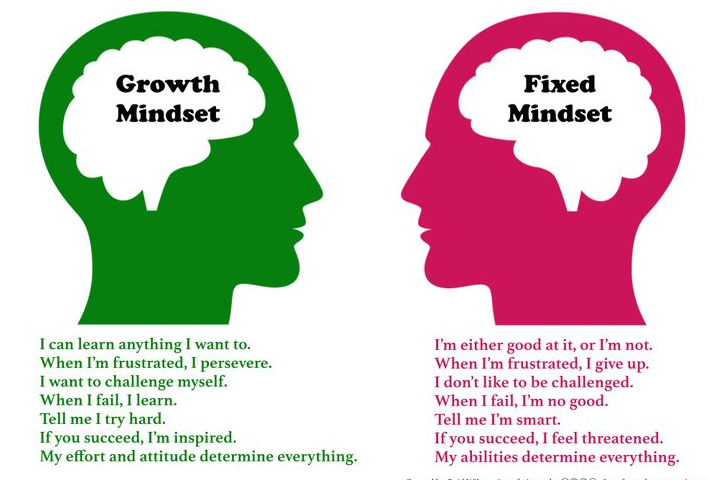 Growth
Mindset
Fixed
Mindset
I can learn anything I want to.
When I'm frustrated, I persevere.
I want to challenge myself.
When I fail, I learn.
Tell me I try hard.
If you succeed, I'm inspired.
My effort and attitude determine everything.
I'm either good at it, or I'm not.
When I'm frustrated, I give up.
I don't like to be challenged.
When I fail, I'm no good.
Tell me I'm smart.
If you succeed, I feel threatened.
My abilities determine everything.